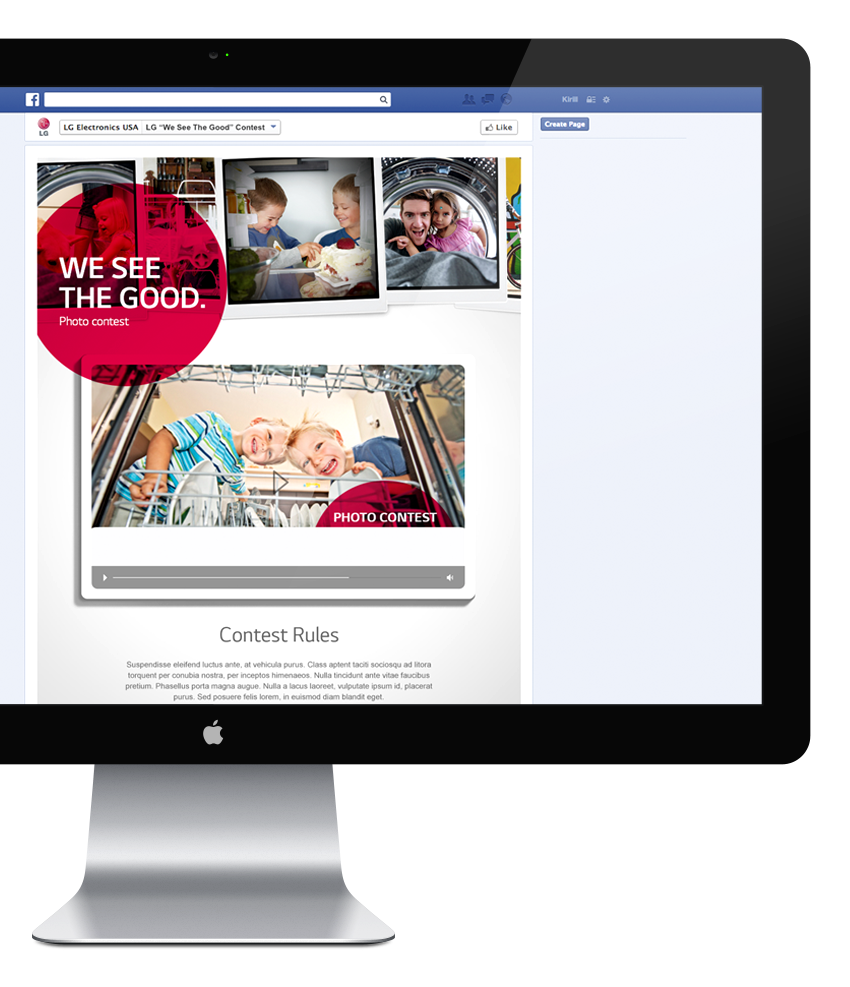 f
Kirill
LG
LG Electronics USA LG "We See The Good" Contest
Like
Create Page
WE SEE
THE GOOD.
Photo contest
PHOTO CONTEST
Contest Rules
Suspendisse eleifend luctus ante, at vehicula purus. Class aptent taciti sociosqu ad litora
torquent per conubia nostra, per inceptos himenaeos. Nulla tincidunt ante vitae faucibus
pretium. Phasellus porta magna augue. Nulla a lacus laoreet, vulputate ipsum id, placerat
purus. Sed posuere felis lorem, in euismod diam blandit eget.